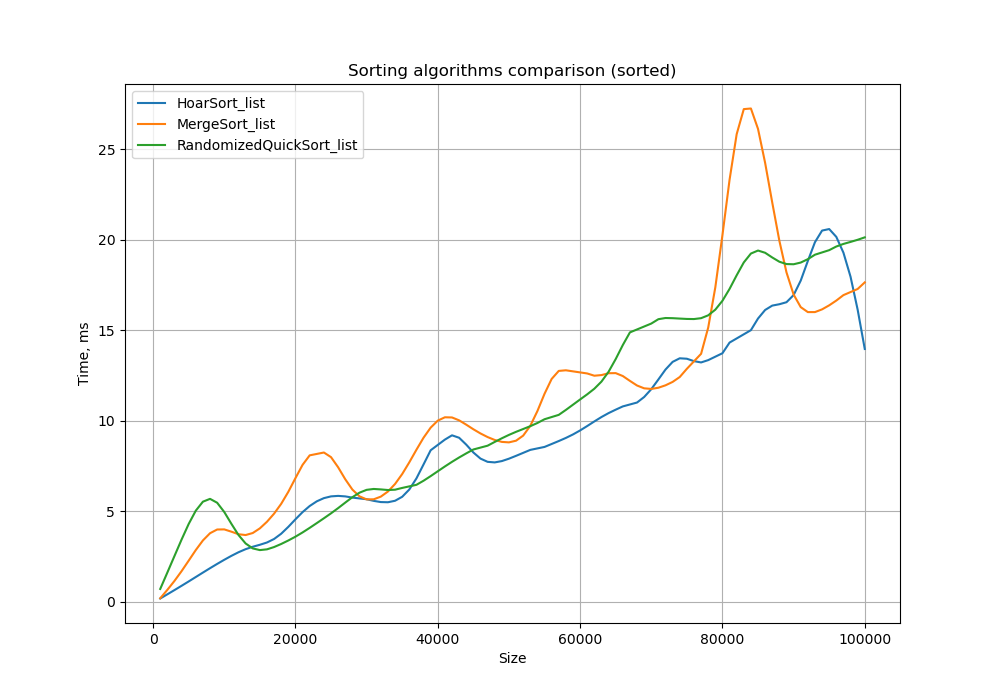 Sorting algorithms comparison (sorted)
HoarSort_list
MergeSort_list
RandomizedQuickSort_list
25
20
15
10
5
0
Time, ms
0 20000 40000 60000 80000 100000
Size